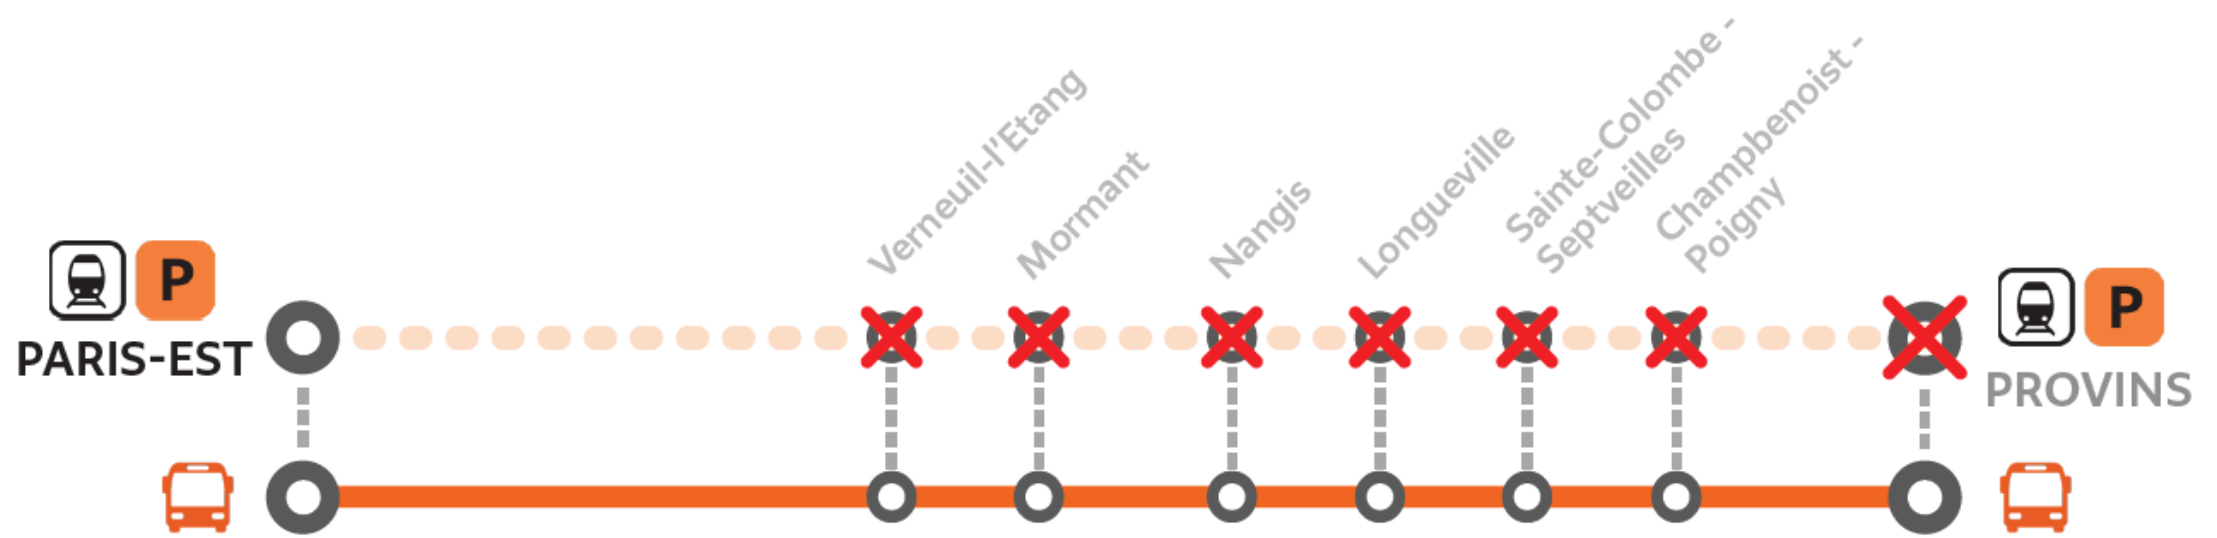 P
PARIS-EST
Verneuil-l'Etang
Mormant
Nangis
Longueville
Sainte-Colombe -
Septveilles
Champbenoist -
Poigny
P
PROVINS